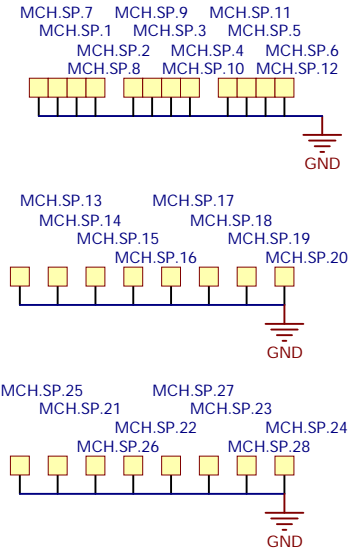 MCH.SP.7 MCH.SP.9 MCH.SP.11
MCH.SP.1 MCH.SP.3 MCH.SP.5
MCH.SP.2 MCH.SP.4 MCH.SP.6
MCH.SP.8 MCH.SP.10 MCH.SP.12
GND
MCH.SP.13 MCH.SP.17
MCH.SP.14 MCH.SP.18
MCH.SP.15 MCH.SP.19
MCH.SP.16 MCH.SP.20
GND
MCH.SP.25 MCH.SP.27
MCH.SP.21 MCH.SP.23
MCH.SP.22 MCH.SP.24
MCH.SP.26 MCH.SP.28
GND